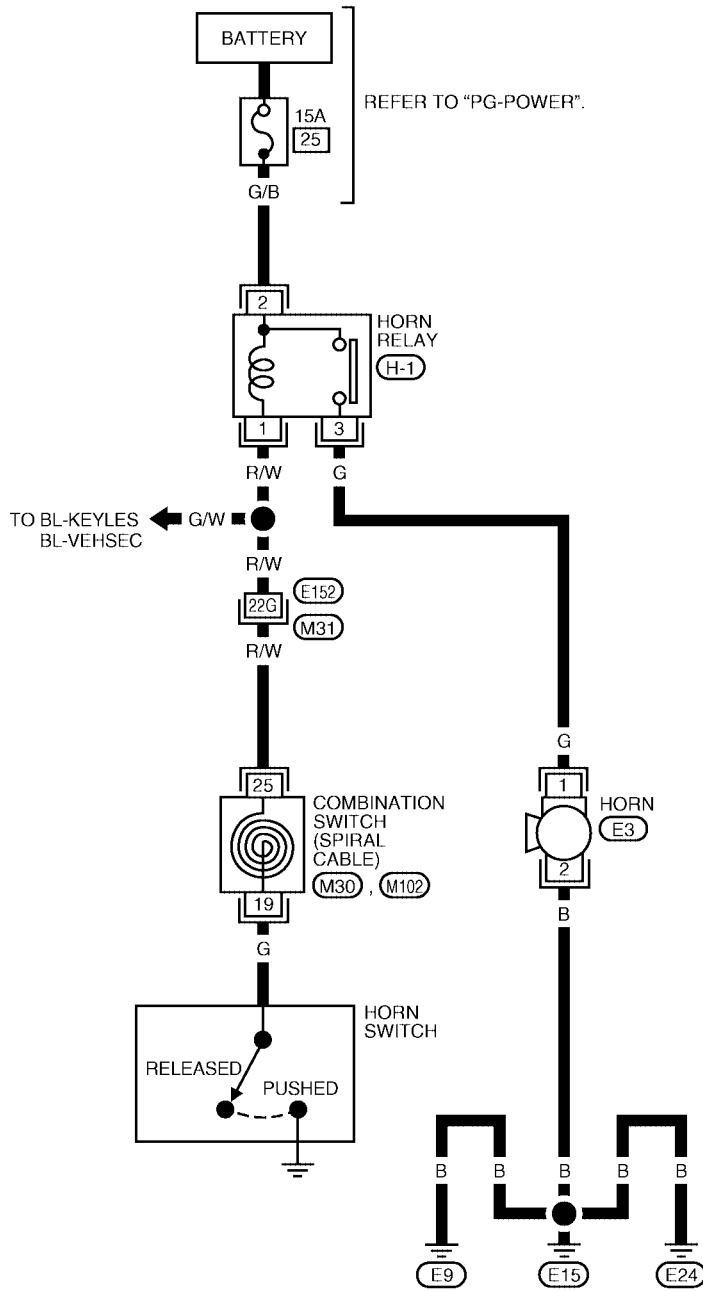 BATTERY
REFER TO “PG-POWER”.
15A
25
G/B
2
HORN
RELAY
H-1
1
3
R/W
G
TO BL-KEYLES
BL-VEHSEC
G/W
R/W
22G
E152
M31
R/W
G
25
COMBINATION
SWITCH
(SPIRAL
CABLE)
M30 , M102
19
G
1
HORN
E3
2
B
HORN
SWITCH
RELEASED
PUSHED
B
B
B
B
B
E9
E15
E24